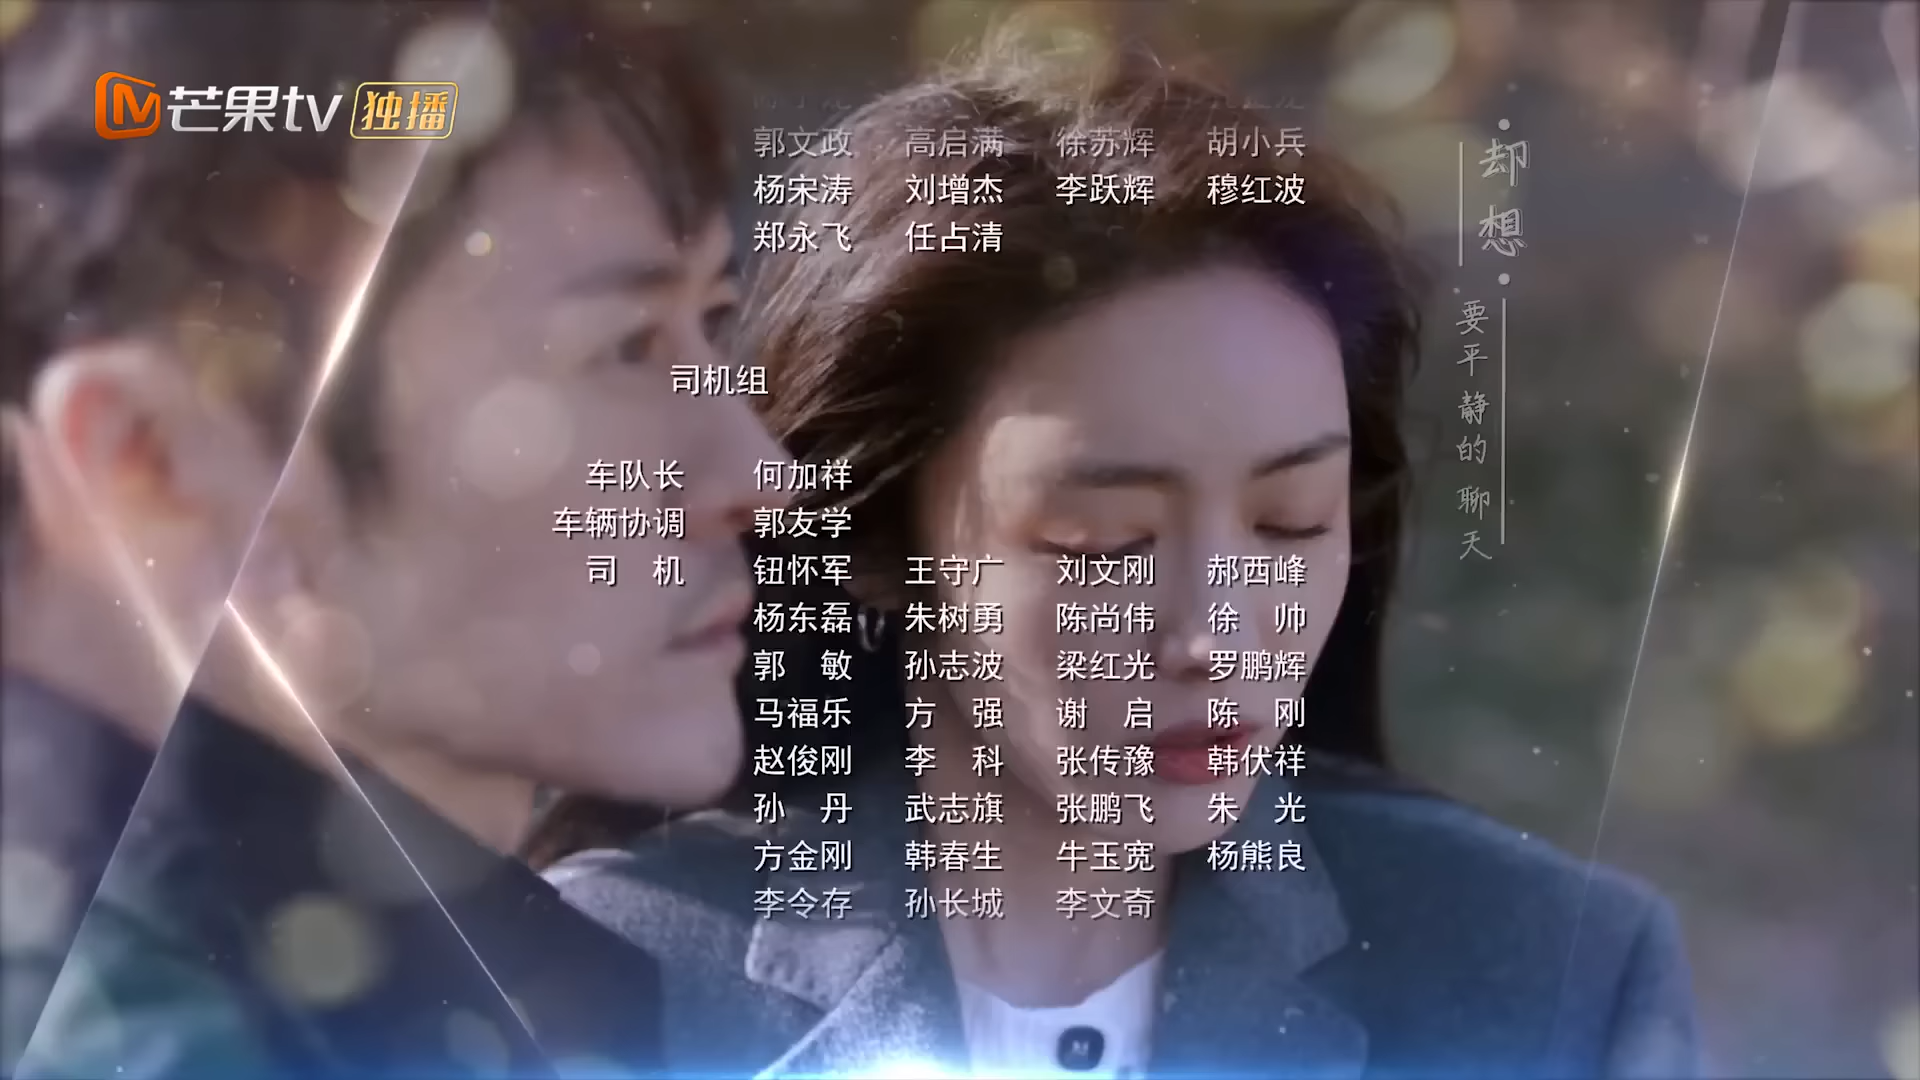 芒果tv 独播
郭文政 高启满 徐苏辉 胡小兵
杨宋涛 刘增杰 李跃辉 穆红波
郑永飞 任占清
司机组
车队长 何加祥
车辆协调 郭友学
司 机 钮怀军 王守广 刘文刚 郝西峰
杨东磊 朱树勇 陈尚伟 徐 帅
郭 敏 孙志波 梁红光 罗鹏辉
马福乐 方 强 谢 启 陈 刚
赵俊刚 李 科 张传豫 韩伏祥
孙 丹 武志旗 张鹏飞 朱 光
方金刚 韩春生 牛玉宽 杨熊良
李令存 孙长城 李文奇
却想
要平静的聊天